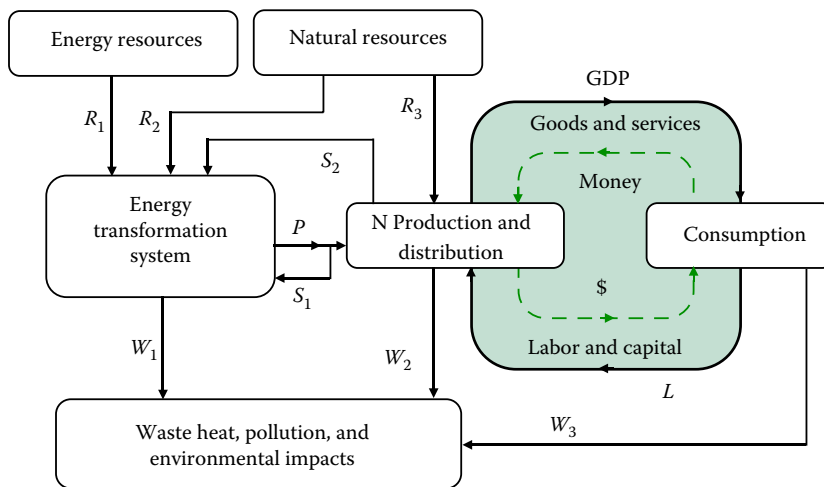 Energy resources
Natural resources
GDP
R1
R2
R3
Goods and services
S2
Money
Energy
transformation
system
P
N Production and
distribution
Consumption
S1
$
W1
W2
Labor and capital
L
Waste heat, pollution, and
environmental impacts
W3